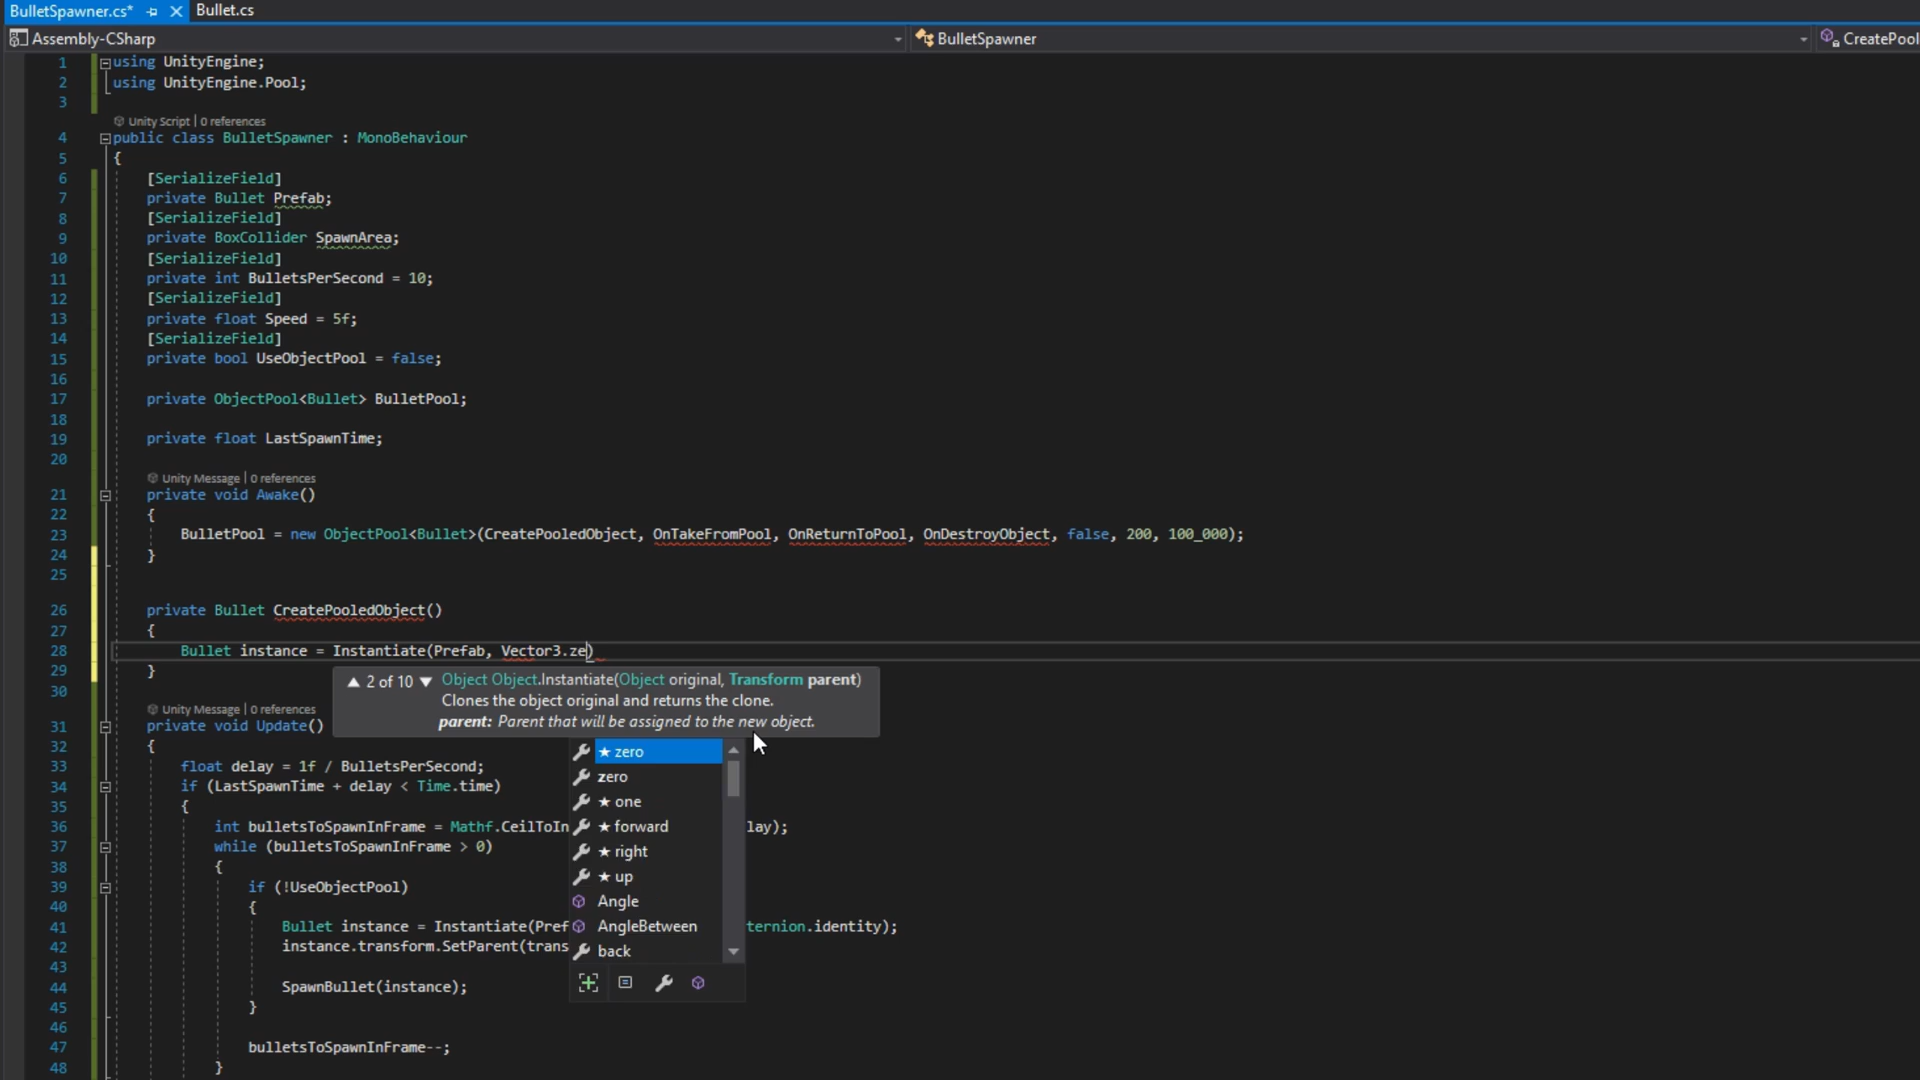 BulletSpawner.cs*
Bullet.cs
Assembly-CSharp
BulletSpawner
CreatePool
1 using UnityEngine;
2 using UnityEngine.Pool;
3
Unity Script | 0 references
4 public class BulletSpawner : MonoBehaviour
5 {
6 [SerializeField]
7 private Bullet Prefab;
8 [SerializeField]
9 private BoxCollider SpawnArea;
10 [SerializeField]
11 private int BulletsPerSecond = 10;
12 [SerializeField]
13 private float Speed = 5f;
14 [SerializeField]
15 private bool UseObjectPool = false;
16
17 private ObjectPool<Bullet> BulletPool;
18
19 private float LastSpawnTime;
20
Unity Message | 0 references
21 private void Awake()
22 {
23 BulletPool = new ObjectPool<Bullet>(CreatePooledObject, OnTakeFromPool, OnReturnToPool, OnDestroyObject, false, 200, 100_000);
24 }
25
26 private Bullet CreatePooledObject()
27 {
28 Bullet instance = Instantiate(Prefab, Vector3.ze)
29 }
2 of 10 Object Object.Instantiate(Object original, Transform parent)
Clones the object original and returns the clone.
parent: Parent that will be assigned to the new object.
30
Unity Message | 0 references
31 private void Update()
32 {
33 float delay = 1f / BulletsPerSecond;
34 if (LastSpawnTime + delay < Time.time)
35 {
36 int bulletsToSpawnInFrame = Mathf.CeilToIn lay);
37 while (bulletsToSpawnInFrame > 0)
38 {
39 if (!UseObjectPool)
40 {
41 Bullet instance = Instantiate(Pref ternion.identity);
42 instance.transform.SetParent(trans
43
44 SpawnBullet(instance);
45 }
46
47 bulletsToSpawnInFrame--;
48 }
★ zero
zero
★ one
★ forward
★ right
★ up
Angle
AngleBetween
back